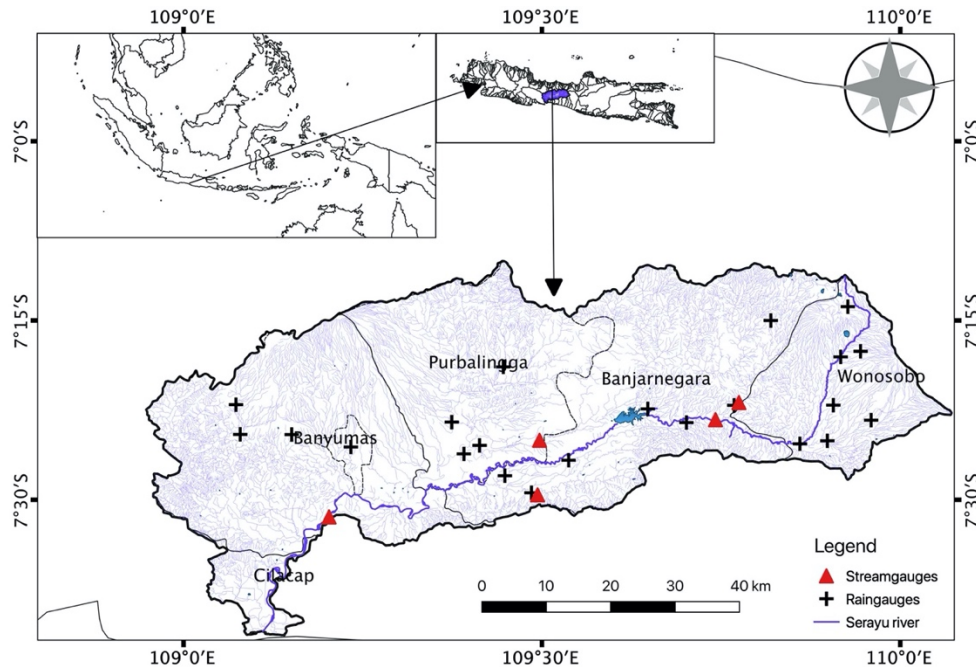 109°0′E 109°30′E 110°0′E
7°0′S 7°0′S
7°15′S 7°15′S
Purbalingga
Banjarnegara
Wonosobo
Banyumas
7°30′S 7°30′S
Cilacap
Legend
Streamgauges
Raingauges
Serayu river
0 10 20 30 40 km
109°0′E 109°30′E 110°0′E